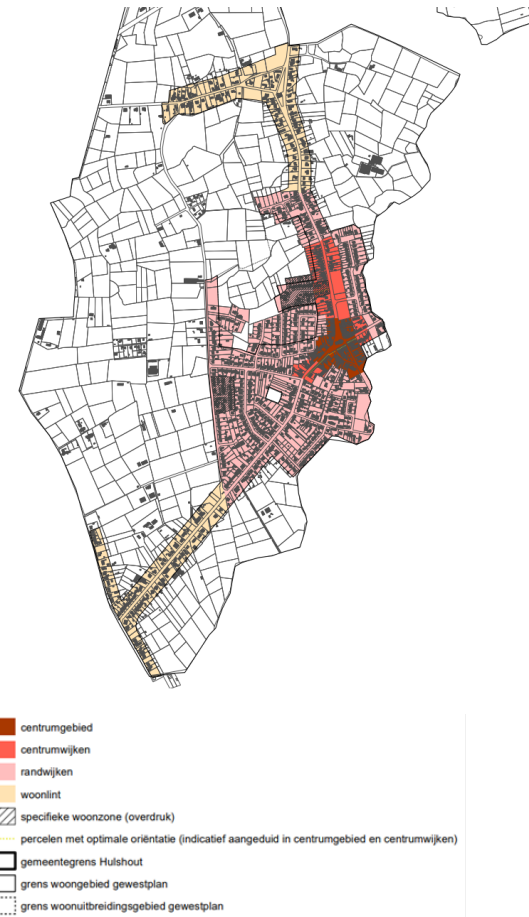 centrumgebied
centrumwijken
randwijken
woonlint
specifieke woonzone (overdruk)
percelen met optimale oriëntatie (indicatief aangeduid in centrumgebied en centrumwijken)
gemeentegrens Hulshout
grens woongebied gewestplan
grens woonuitbreidingsgebied gewestplan